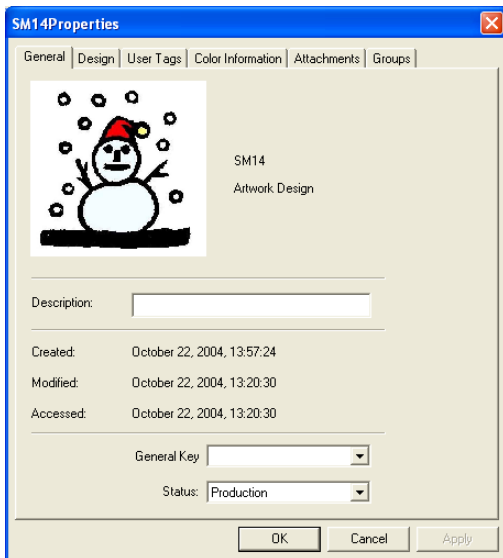 SM14Properties
General Design User Tags Color Information Attachments Groups
SM14
Artwork Design
Description:
Created: October 22, 2004, 13:57:24
Modified: October 22, 2004, 13:20:30
Accessed: October 22, 2004, 13:20:30
General Key
Status: Production
OK Cancel Apply